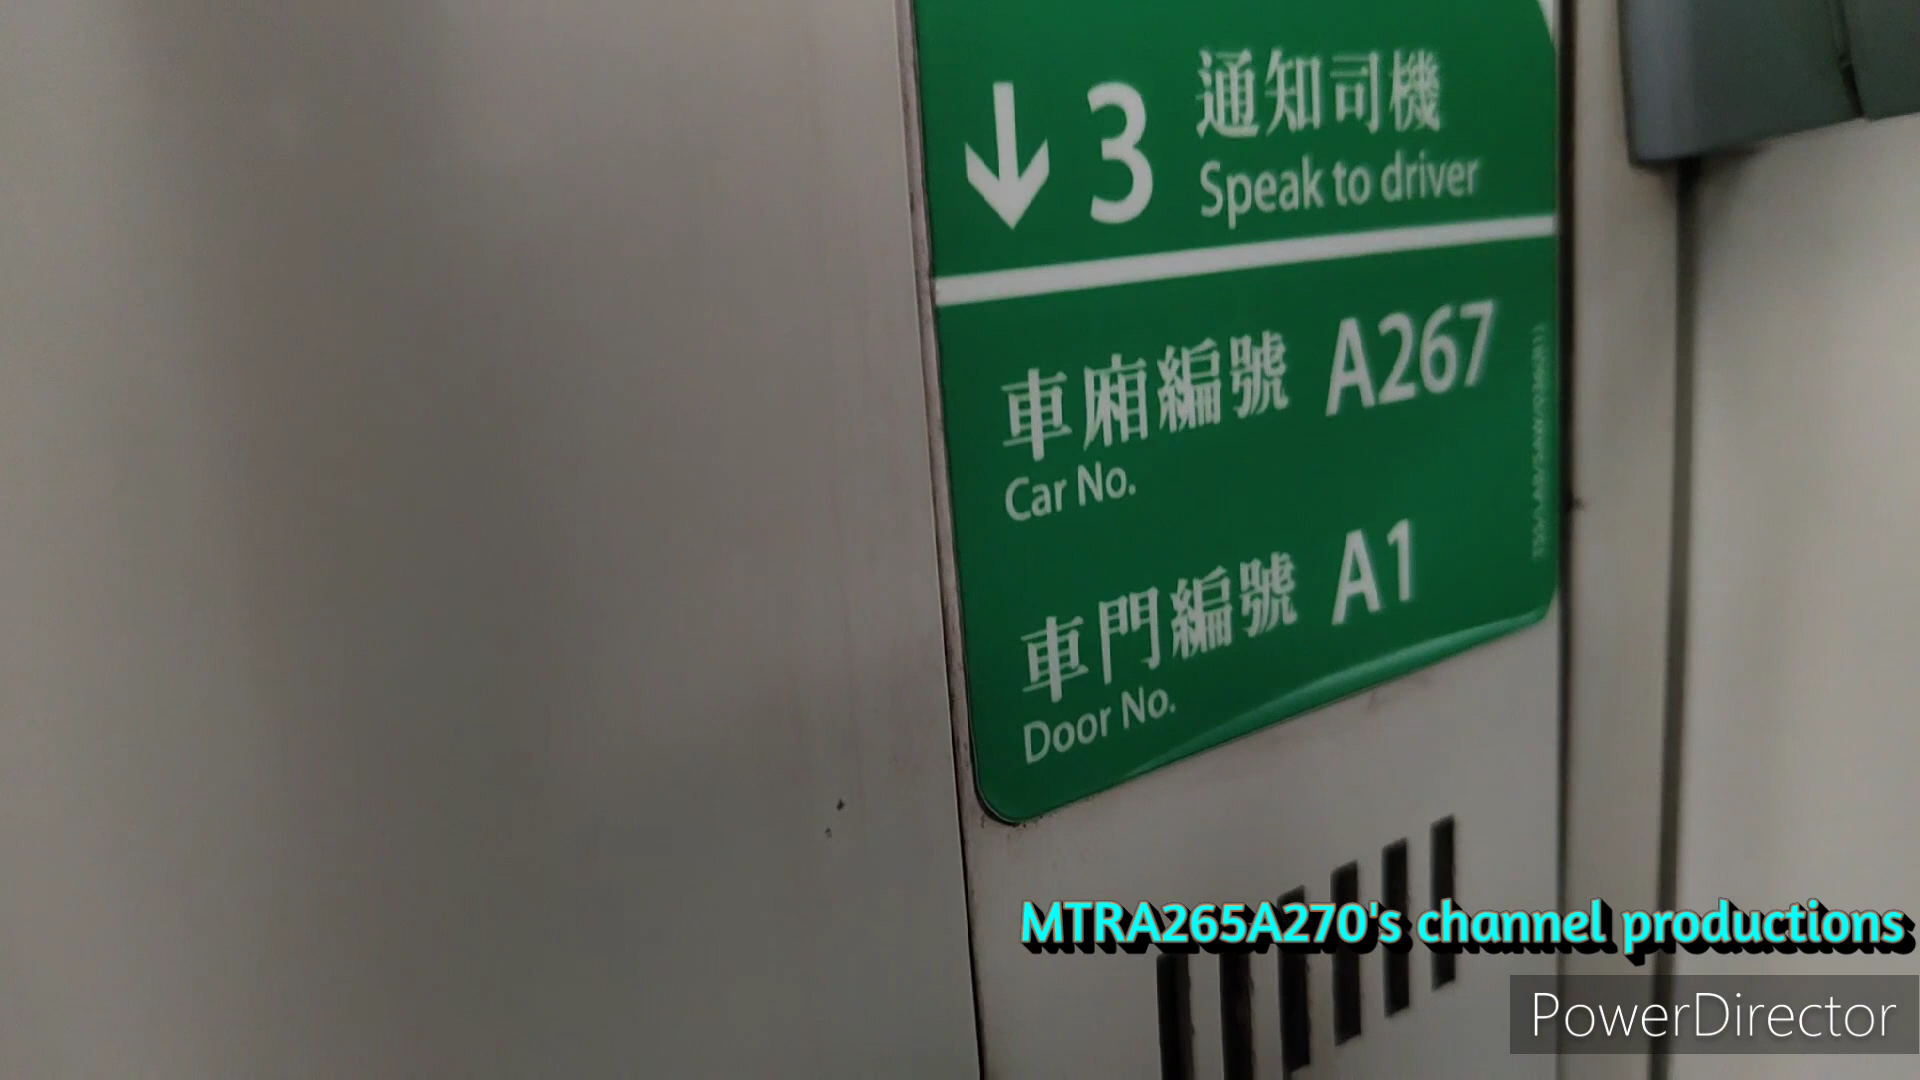 ↓ 3 通知司機
Speak to driver
車廂編號 A267
Car No.
車門編號 A1
Door No.
MTRA265A270's channel productions
PowerDirector